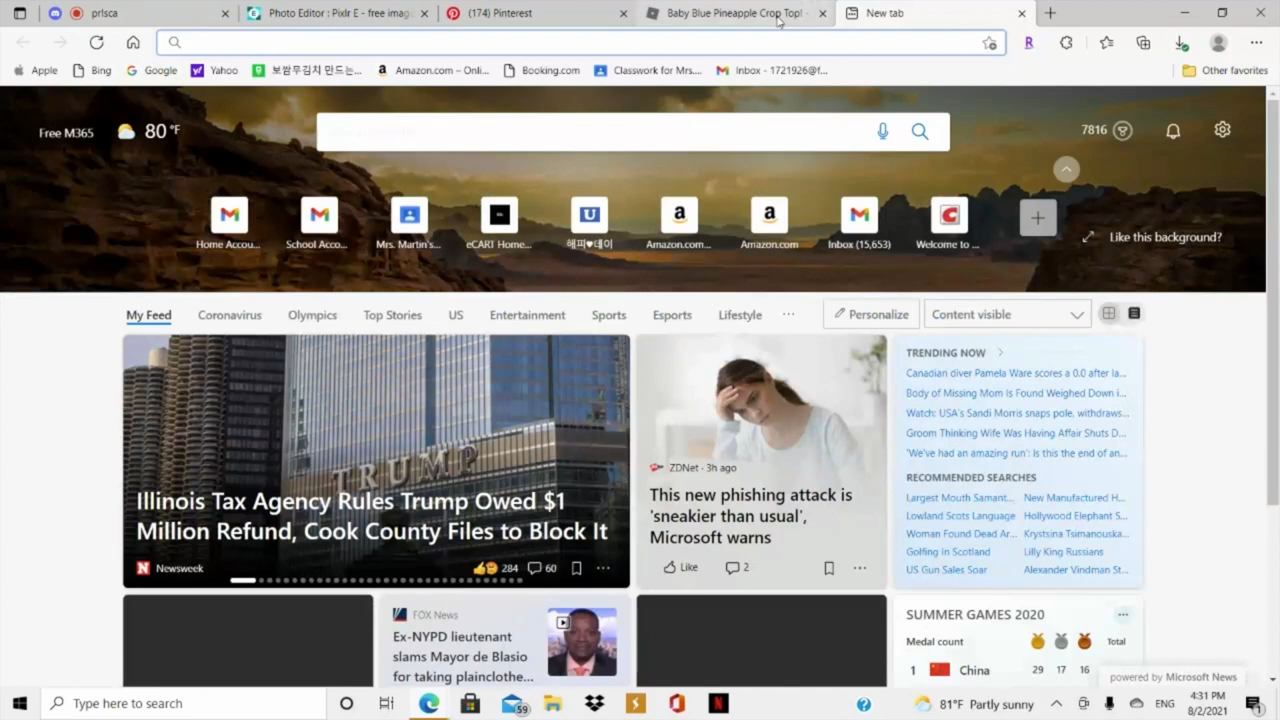 prlsca
Photo Editor : Pixlr E - free imag
(174) Pinterest
Baby Blue Pineapple Crop Top! -
New tab
Apple
Bing
Google
Yahoo
보쌈무김치 만드는...
Amazon.com – Onli...
Booking.com
Classwork for Mrs....
Inbox - 1721926@f...
Other favorites
Free M365
80 °F
7816
Home Accou...
School Acco...
Mrs. Martin's...
eCART Home...
해피♥데이
Amazon.com...
Amazon.com
Inbox (15,653)
Welcome to ...
Like this background?
My Feed
Coronavirus
Olympics
Top Stories
US
Entertainment
Sports
Esports
Lifestyle
...
Personalize
Content visible
TRUMP
Illinois Tax Agency Rules Trump Owed $1
Million Refund, Cook County Files to Block It
Newsweek
284
60
ZDNet · 3h ago
This new phishing attack is
'sneakier than usual',
Microsoft warns
Like
2
TRENDING NOW
Canadian diver Pamela Ware scores a 0.0 after la...
Body of Missing Mom Is Found Weighed Down i...
Watch: USA's Sandi Morris snaps pole, withdraws...
Groom Thinking Wife Was Having Affair Shuts D...
'We've had an amazing run': Is this the end of an...
RECOMMENDED SEARCHES
Largest Mouth Samant... New Manufactured H...
Lowland Scots Language Hollywood Elephant S...
Woman Found Dead Ar... Krystsina Tsimanouska...
Golfing in Scotland Lilly King Russians
US Gun Sales Soar Alexander Vindman St...
FOX News
Ex-NYPD lieutenant
slams Mayor de Blasio
for taking plainclothe...
SUMMER GAMES 2020
Medal count Total
1 China 29 17 16
powered by Microsoft News
Type here to search
59
81°F Partly sunny
ENG
4:31 PM
8/2/2021
1